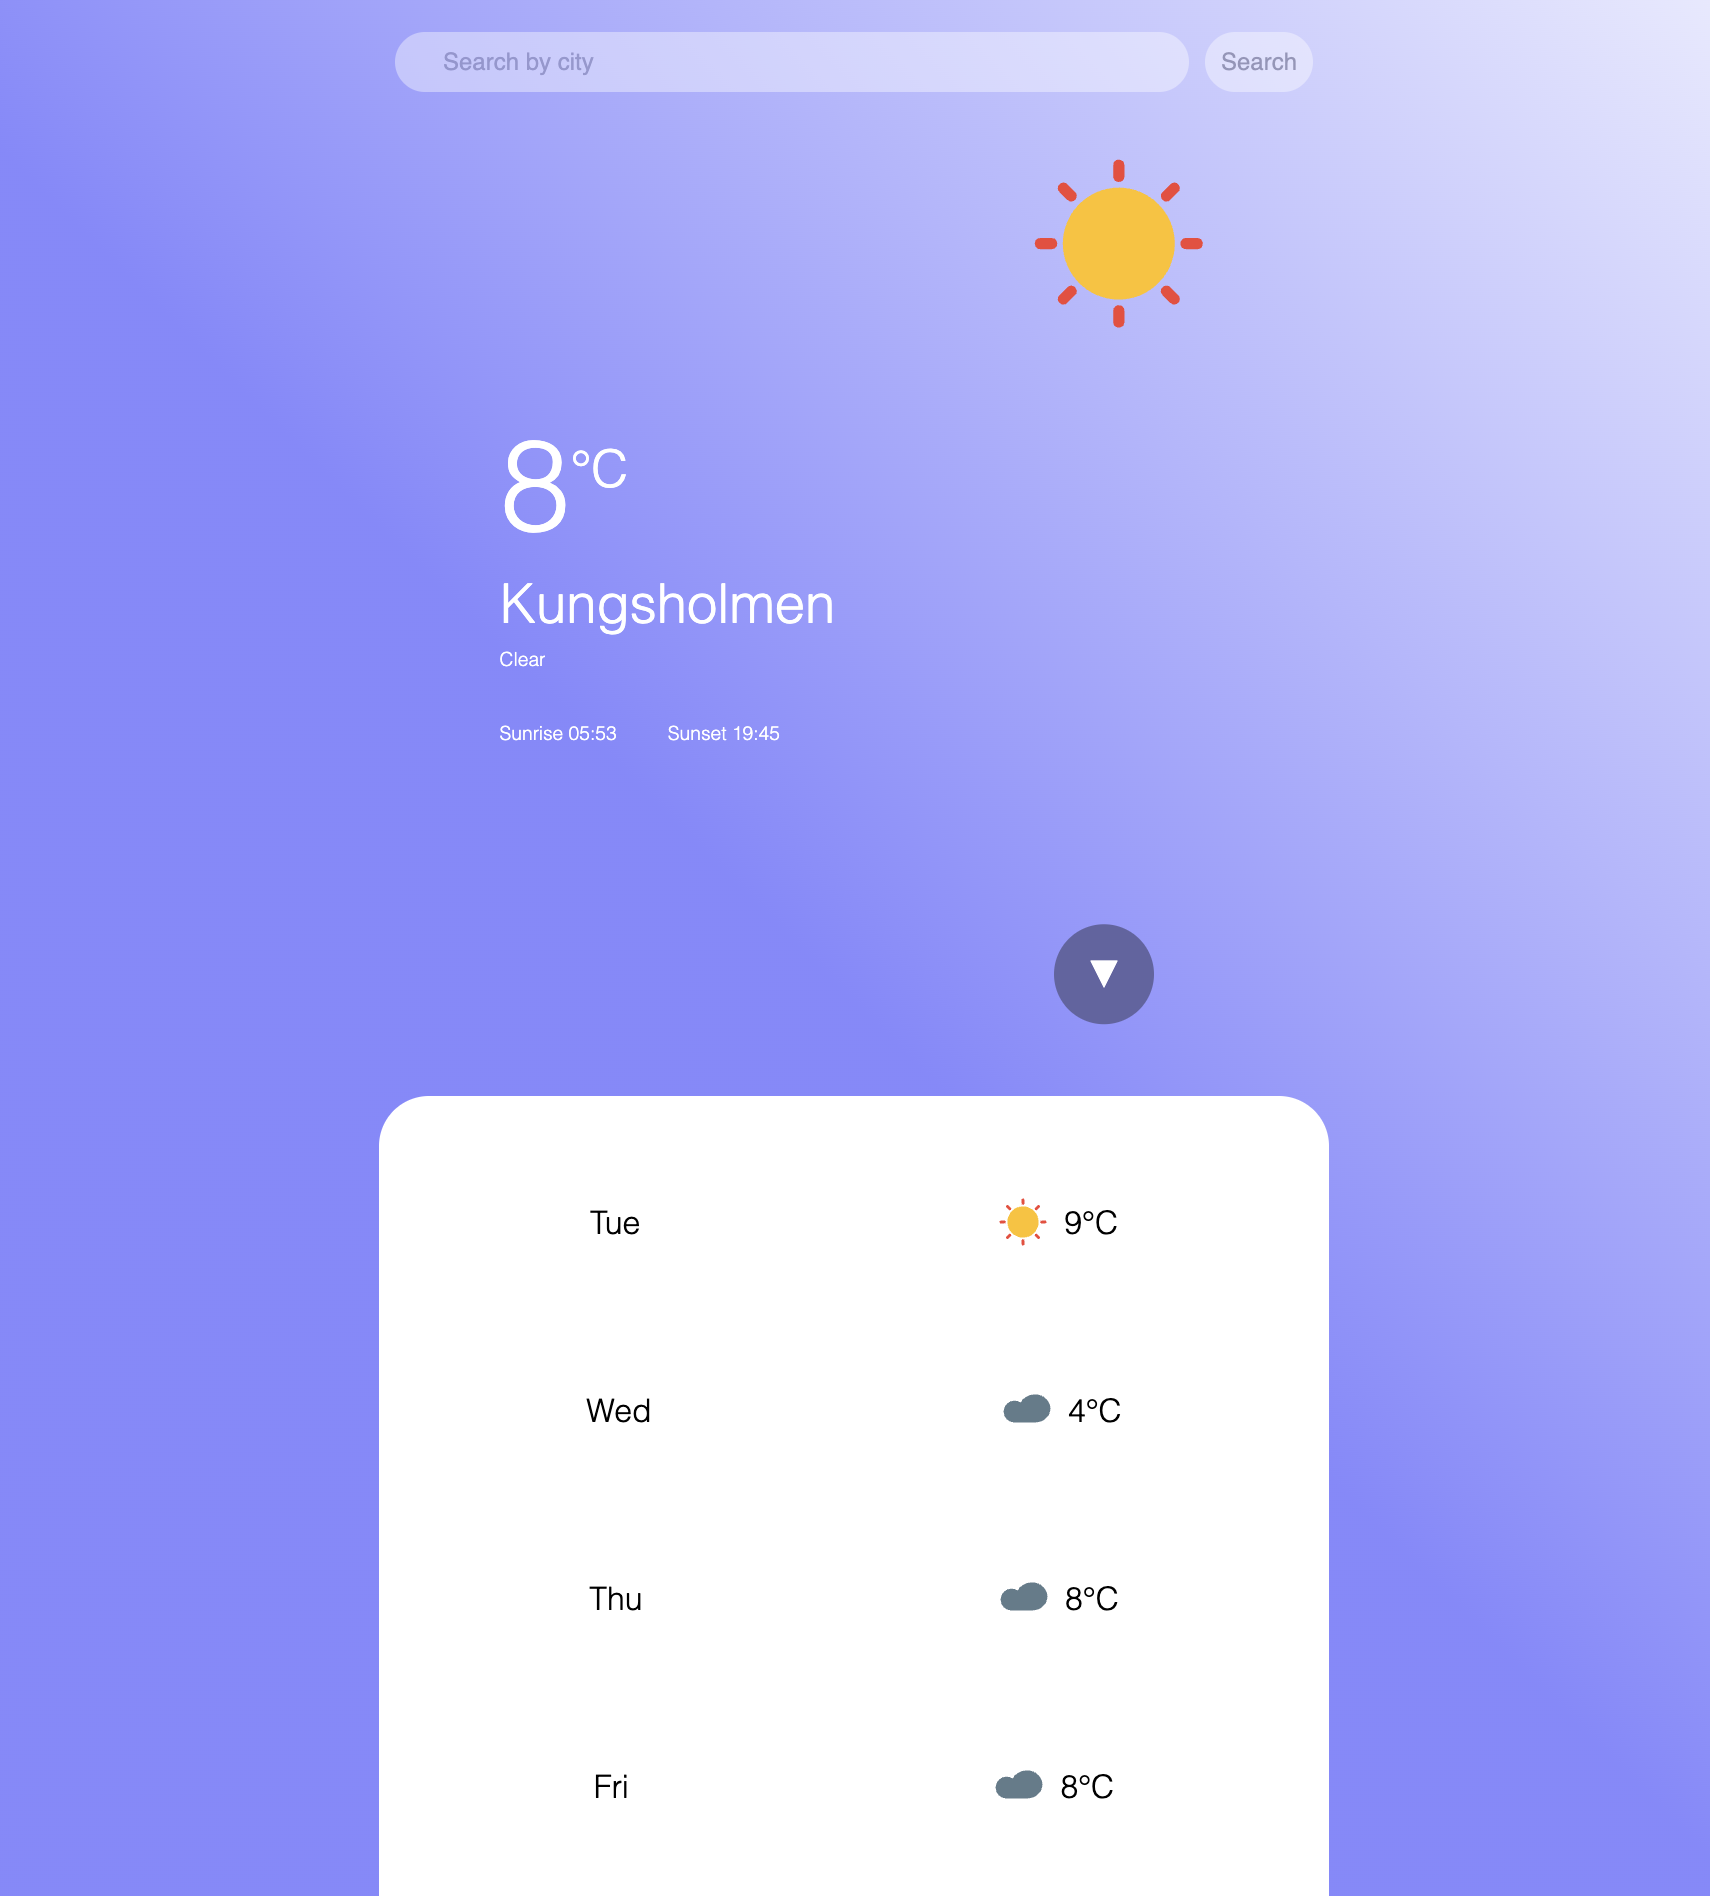 Search by city
Search
8°C
Kungsholmen
Clear
Sunrise 05:53 Sunset 19:45
Tue 9°C
Wed 4°C
Thu 8°C
Fri 8°C